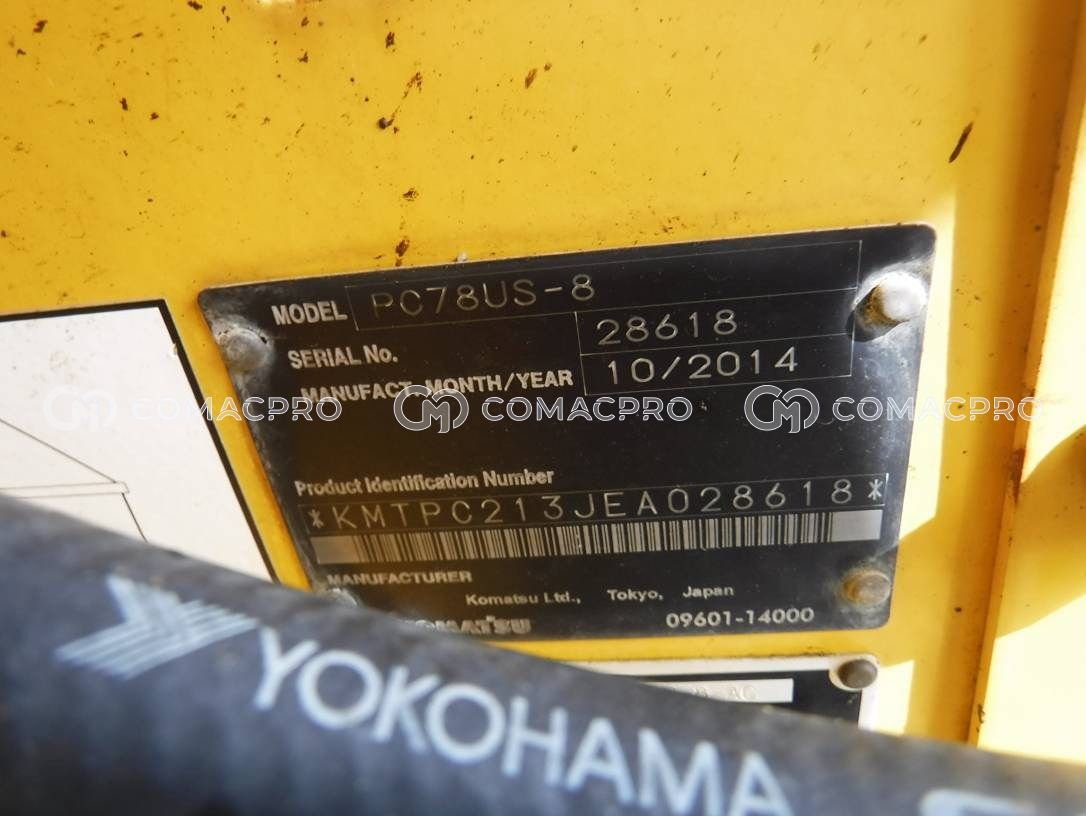 MODEL PC78US-8
SERIAL No. 28618
MANUFACT. MONTH/YEAR 10/2014
COMACPRO COMACPRO COMACPRO
Product Identification Number
*KMTPC213JEA028618*
MANUFACTURER
Komatsu Ltd., Tokyo, Japan
KOMATSU 09601-14000
YOKOHAMA